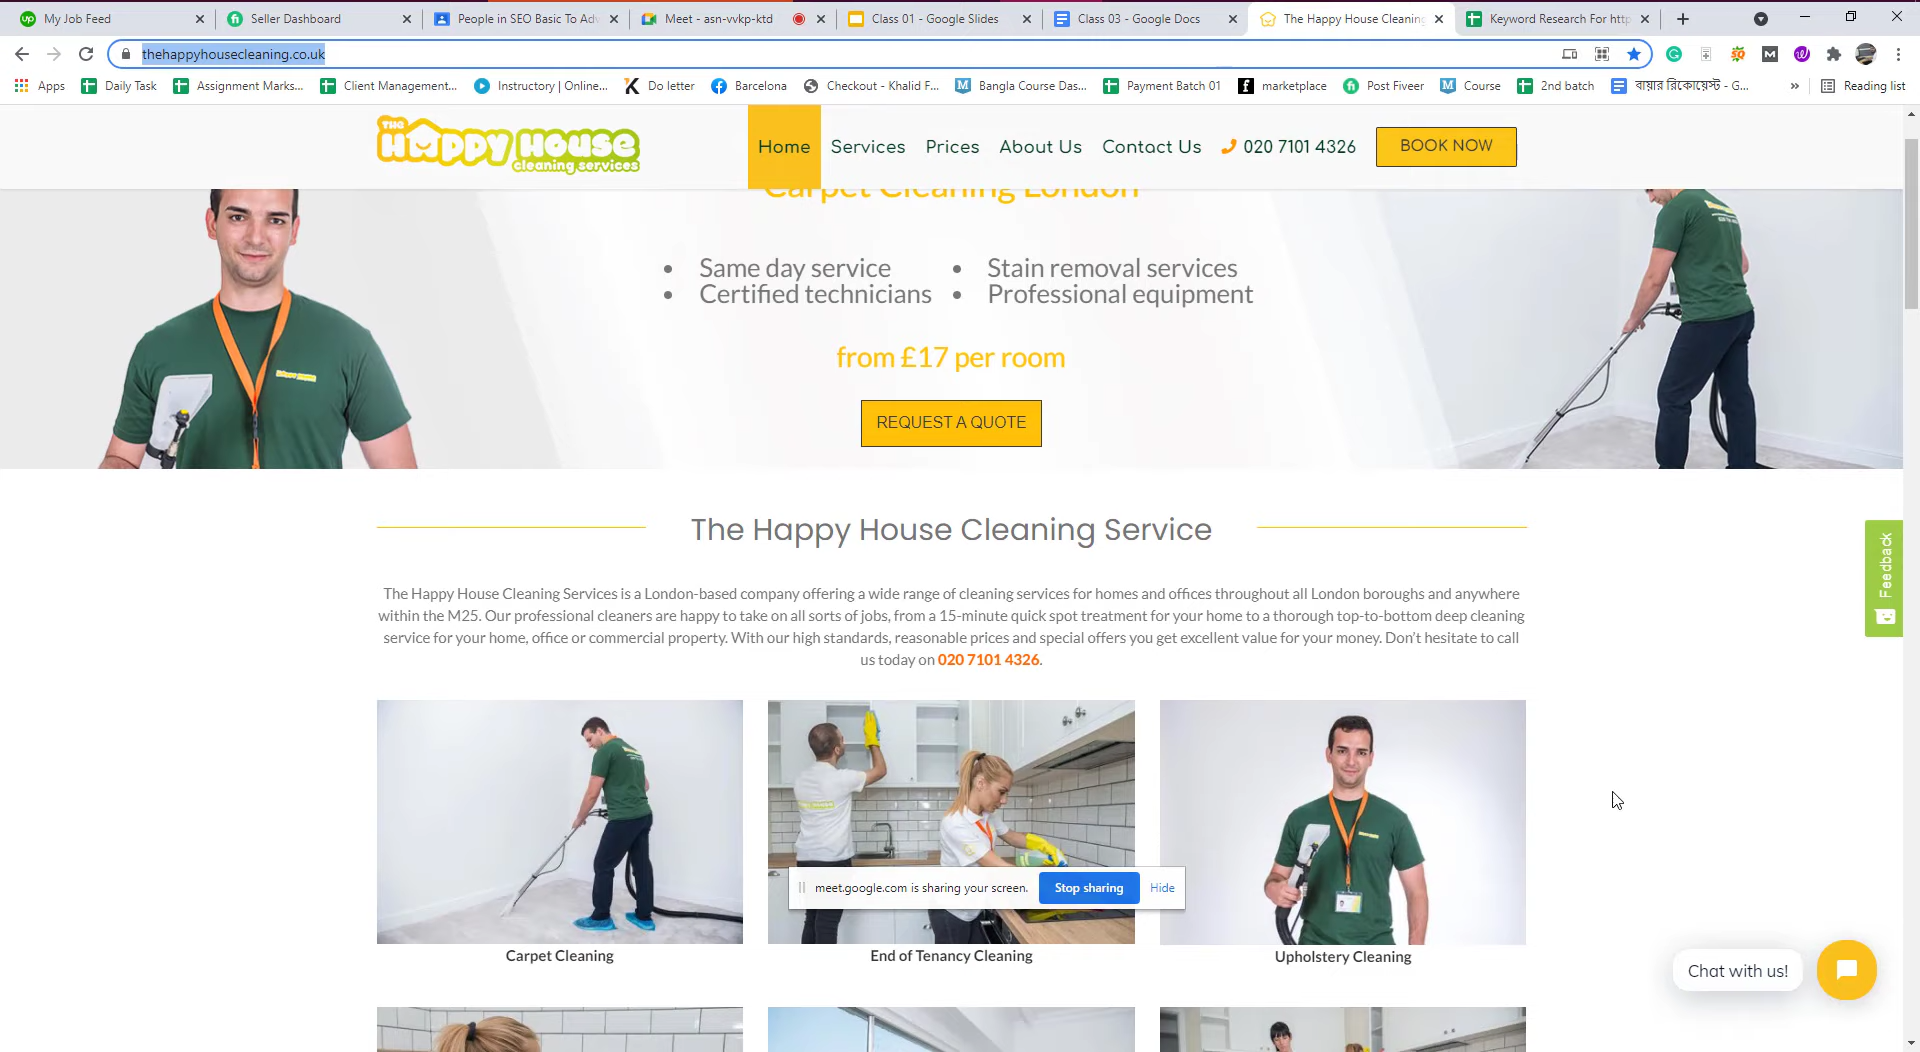 My Job Feed
Seller Dashboard
People in SEO Basic To Adv
Meet - asn-vvkp-ktd
Class 01 - Google Slides
Class 03 - Google Docs
The Happy House Cleaning
Keyword Research For http
thehappyhousecleaning.co.uk
Apps
Daily Task
Assignment Marks...
Client Management...
Instructory | Online...
Do letter
Barcelona
Checkout - Khalid F...
Bangla Course Das...
Payment Batch 01
marketplace
Post Fiveer
Course
2nd batch
বায়ার রিকোয়েস্ট - G...
Reading list
THE HAPPY HOUSE
cleaning services
Home
Services
Prices
About Us
Contact Us
020 7101 4326
BOOK NOW
Carpet Cleaning London
• Same day service
• Stain removal services
• Certified technicians
• Professional equipment
from £17 per room
REQUEST A QUOTE
The Happy House Cleaning Service
The Happy House Cleaning Services is a London-based company offering a wide range of cleaning services for homes and offices throughout all London boroughs and anywhere
within the M25. Our professional cleaners are happy to take on all sorts of jobs, from a 15-minute quick spot treatment for your home to a thorough top-to-bottom deep cleaning
service for your home, office or commercial property. With our high standards, reasonable prices and special offers you get excellent value for your money. Don't hesitate to call
us today on 020 7101 4326.
Feedback
meet.google.com is sharing your screen.
Stop sharing
Hide
Carpet Cleaning
End of Tenancy Cleaning
Upholstery Cleaning
Chat with us!